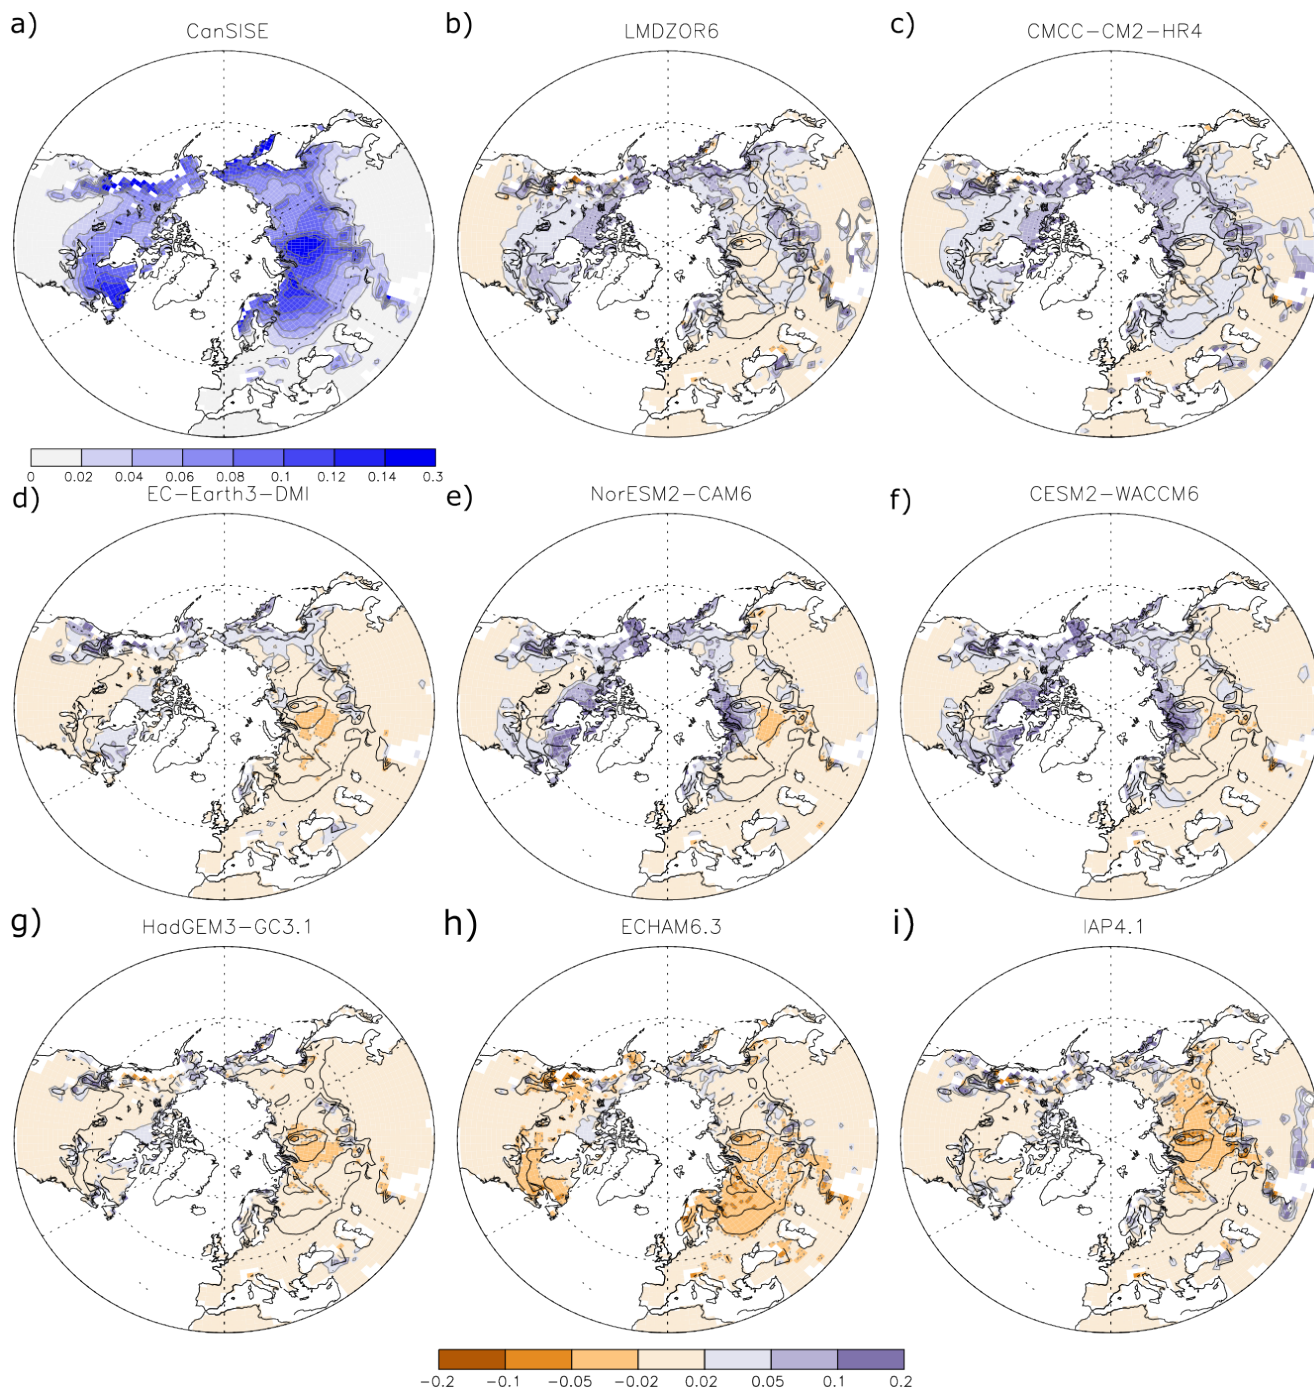 a) CanSISE
b) LMDZOR6
c) CMCC-CM2-HR4
0 0.02 0.04 0.06 0.08 0.1 0.12 0.14 0.3
d) EC-Earth3-DMI
e) NorESM2-CAM6
f) CESM2-WACCM6
g) HadGEM3-GC3.1
h) ECHAM6.3
i) IAP4.1
-0.2 -0.1 -0.05 -0.02 0.02 0.05 0.1 0.2